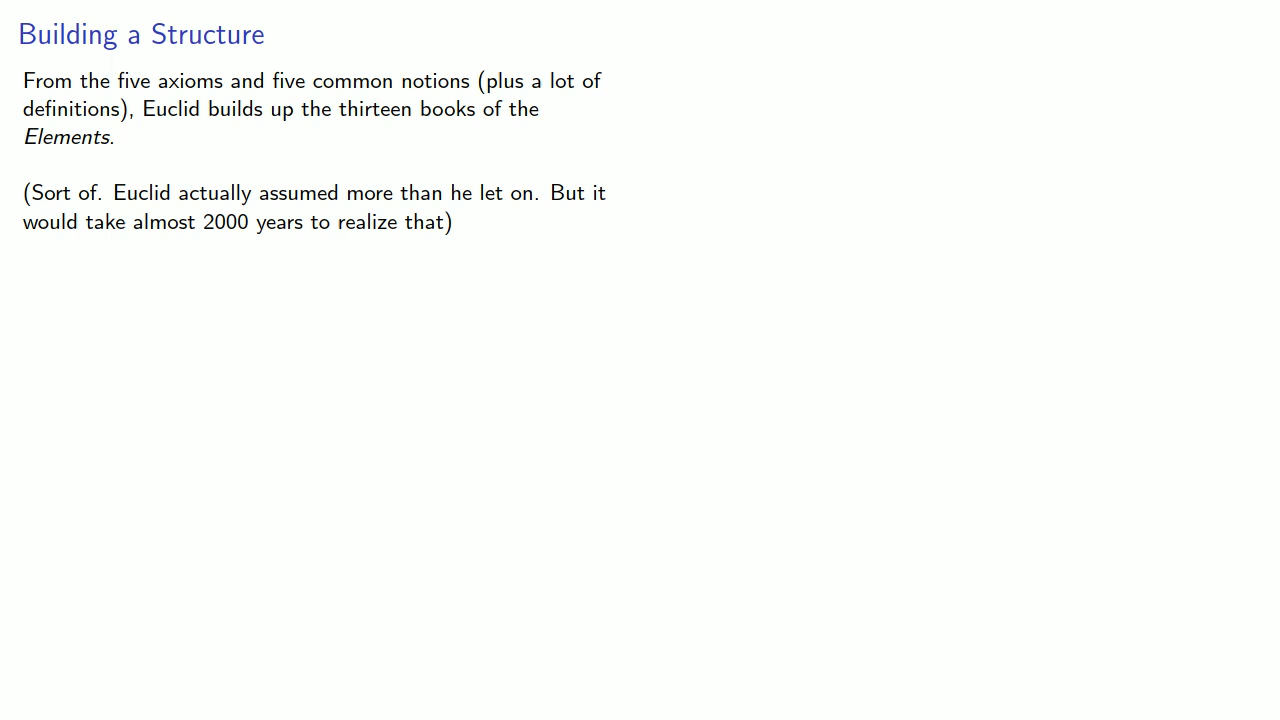 Building a Structure
From the five axioms and five common notions (plus a lot of
definitions), Euclid builds up the thirteen books of the
Elements.
(Sort of. Euclid actually assumed more than he let on. But it
would take almost 2000 years to realize that)